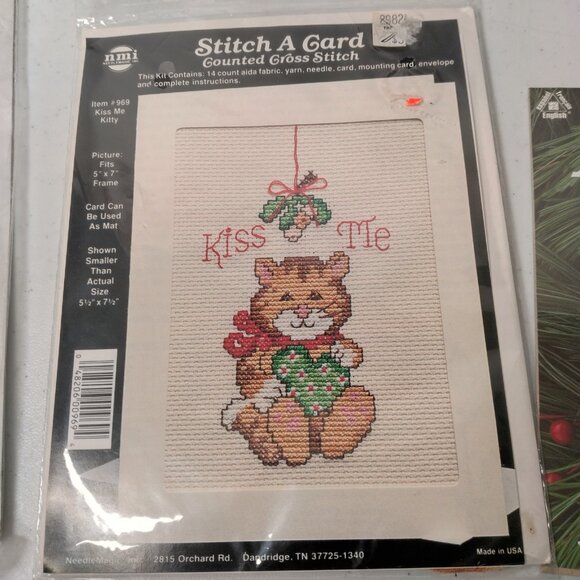 nmi
Stitch A Card
Counted Cross Stitch
This Kit Contains: 14 count aida fabric, yarn, needle, card, mounting card, envelope
and complete instructions.
Item #969
Kiss Me
Kitty
Picture:
Fits
5" x 7"
Frame
Card Can
Be Used
As Mat
Shown
Smaller
Than
Actual
Size
5½" x 7½"
Kiss Me
0 48206 00969
2815 Orchard Rd. Dandridge, TN 37725-1340
Made in USA
English